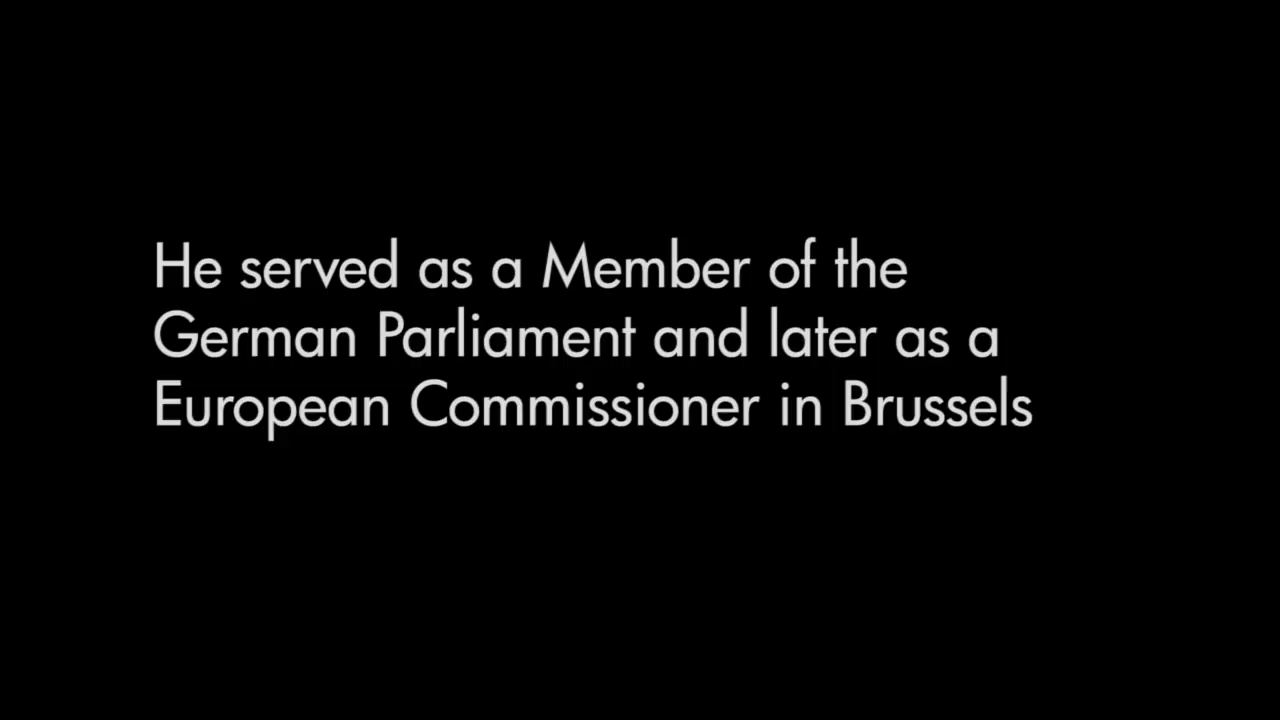 He served as a Member of the
German Parliament and later as a
European Commissioner in Brussels